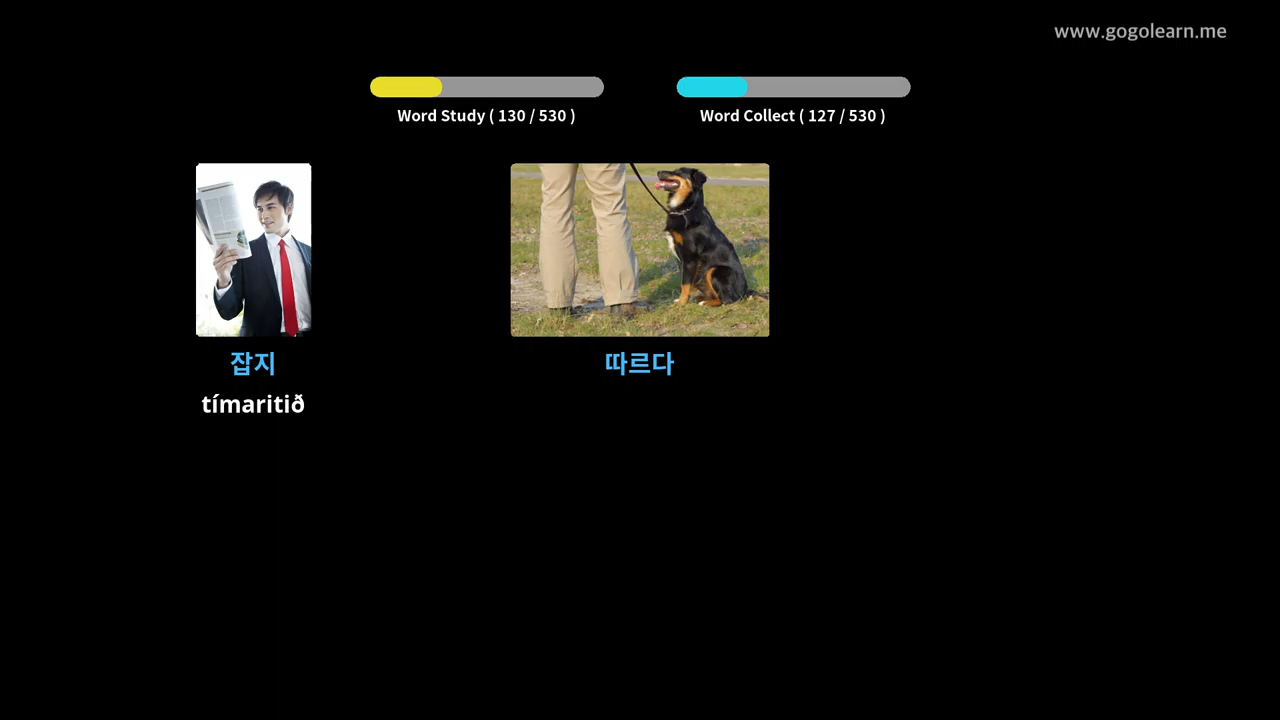 www.gogolearn.me
Word Study ( 130 / 530 )
Word Collect ( 127 / 530 )
잡지
따르다
tímaritið